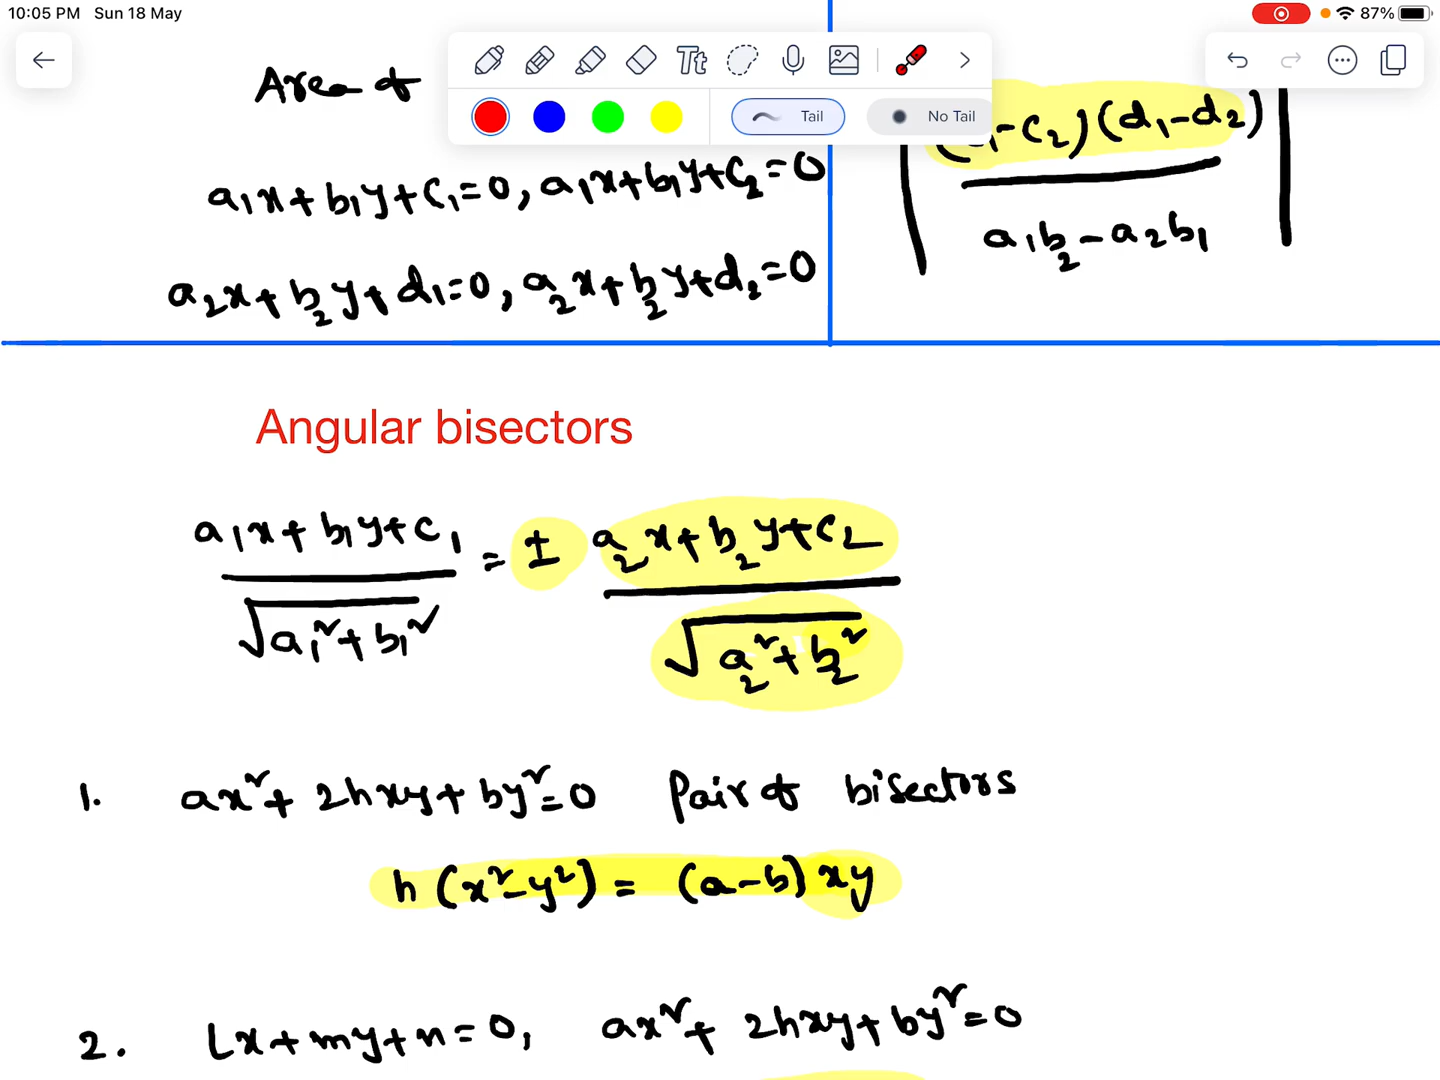 10:05 PM Sun 18 May 87%
Tt
Tail No Tail
Area of
a₁x + b₁y + c₁ = 0, a₁x + b₁y + c₂ = 0
a₂x + b₂y + d₁ = 0, a₂x + b₂y + d₂ = 0
-c₂)(d₁-d₂)
a₁b₂ - a₂b₁
Angular bisectors
a₁x + b₁y + c₁ = ± a₂x + b₂y + c₂
√a₁² + b₁² √a₂² + b₂²
1. ax² + 2hxy + by² = 0 Pair of bisectors
h(x² - y²) = (a-b)xy
2. Lx + my + n = 0, ax² + 2hxy + by² = 0